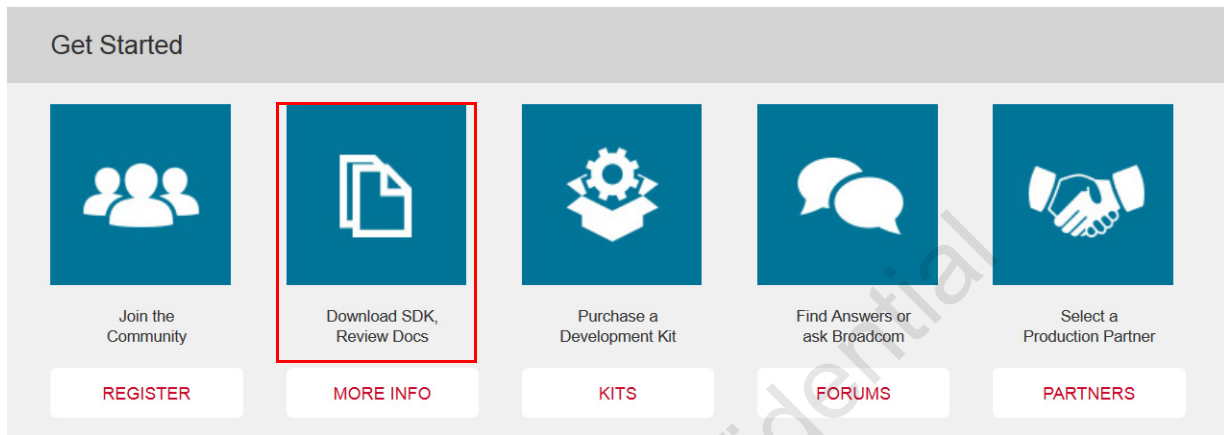 Get Started
Join the
Community
Download SDK,
Review Docs
Purchase a
Development Kit
Find Answers or
ask Broadcom
Select a
Production Partner
REGISTER
MORE INFO
KITS
FORUMS
PARTNERS